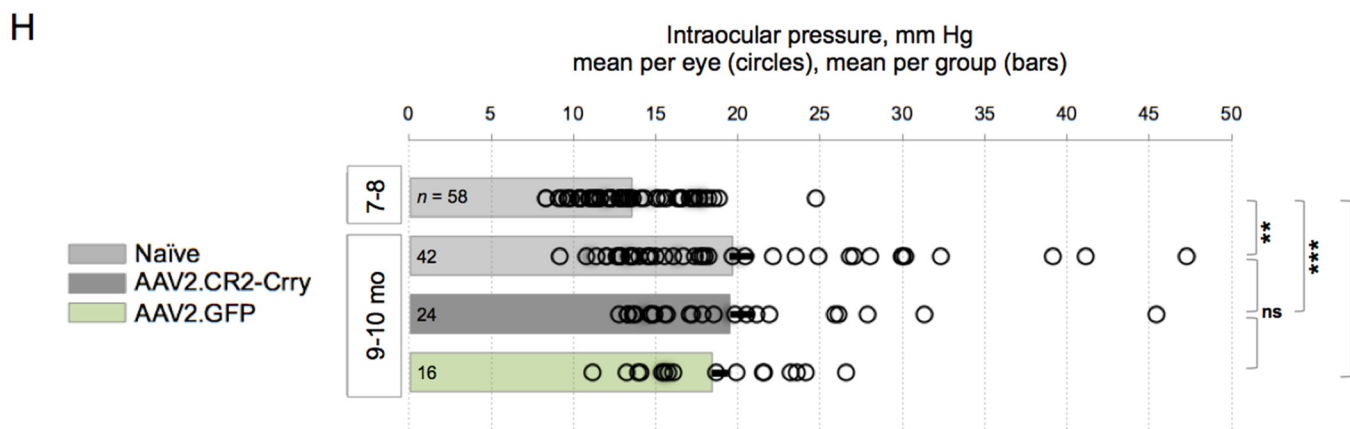 H
Intraocular pressure, mm Hg
mean per eye (circles), mean per group (bars)
0 5 10 15 20 25 30 35 40 45 50
7-8
n = 58
9-10 mo
42
24
16
Naïve
AAV2.CR2-Crry
AAV2.GFP
**
***
ns